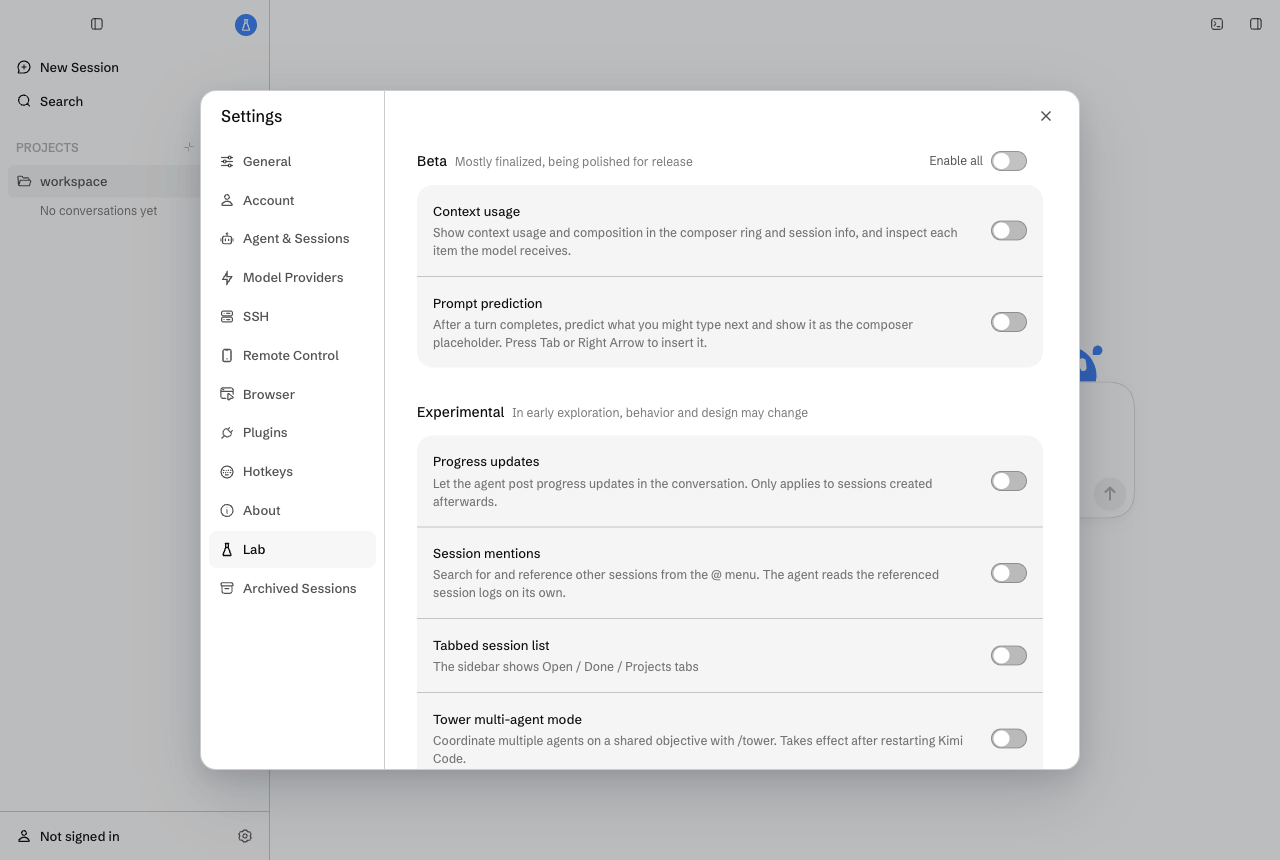 New Session
Search
PROJECTS
workspace
No conversations yet
Not signed in
Settings
General
Account
Agent & Sessions
Model Providers
SSH
Remote Control
Browser
Plugins
Hotkeys
About
Lab
Archived Sessions
Beta Mostly finalized, being polished for release Enable all
Context usage
Show context usage and composition in the composer ring and session info, and inspect each
item the model receives.
Prompt prediction
After a turn completes, predict what you might type next and show it as the composer
placeholder. Press Tab or Right Arrow to insert it.
Experimental In early exploration, behavior and design may change
Progress updates
Let the agent post progress updates in the conversation. Only applies to sessions created
afterwards.
Session mentions
Search for and reference other sessions from the @ menu. The agent reads the referenced
session logs on its own.
Tabbed session list
The sidebar shows Open / Done / Projects tabs
Tower multi-agent mode
Coordinate multiple agents on a shared objective with /tower. Takes effect after restarting Kimi
Code.